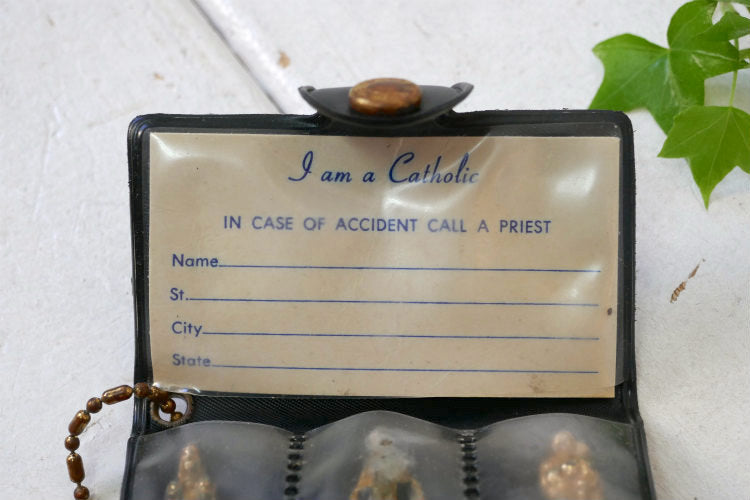 I am a Catholic
IN CASE OF ACCIDENT CALL A PRIEST
Name
St.
City
State